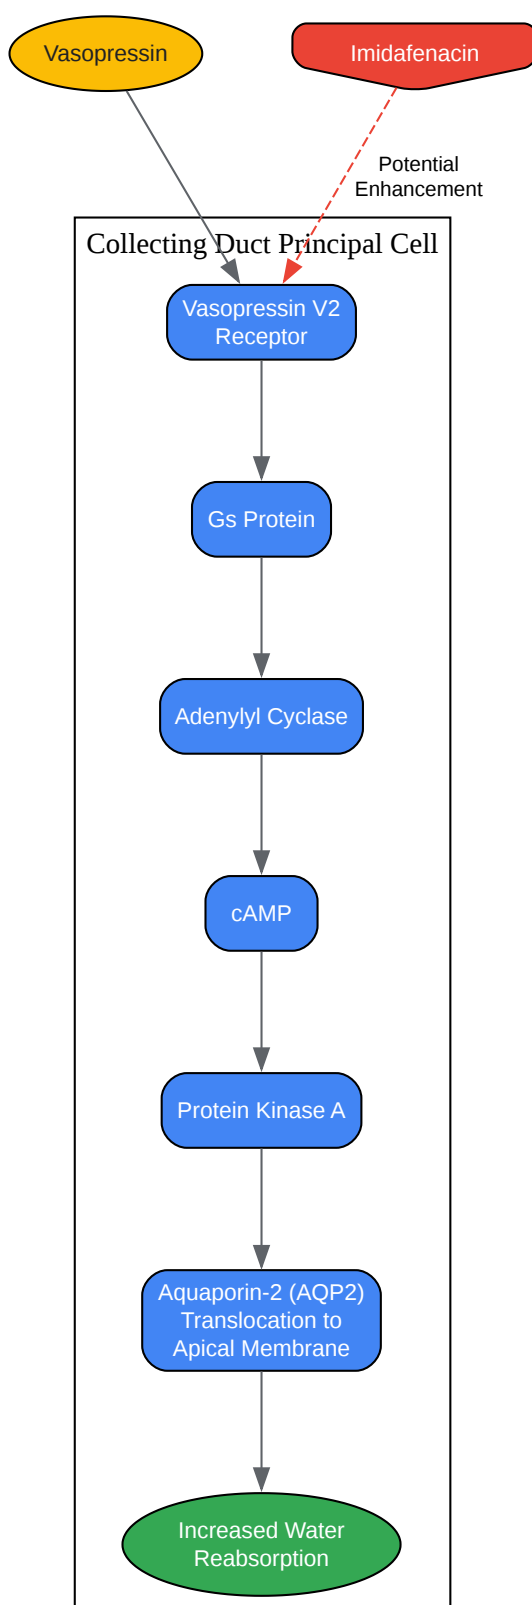 Vasopressin
Imidafenacin
Potential
Enhancement
Collecting Duct Principal Cell
Vasopressin V2
Receptor
Gs Protein
Adenylyl Cyclase
cAMP
Protein Kinase A
Aquaporin-2 (AQP2)
Translocation to
Apical Membrane
Increased Water
Reabsorption